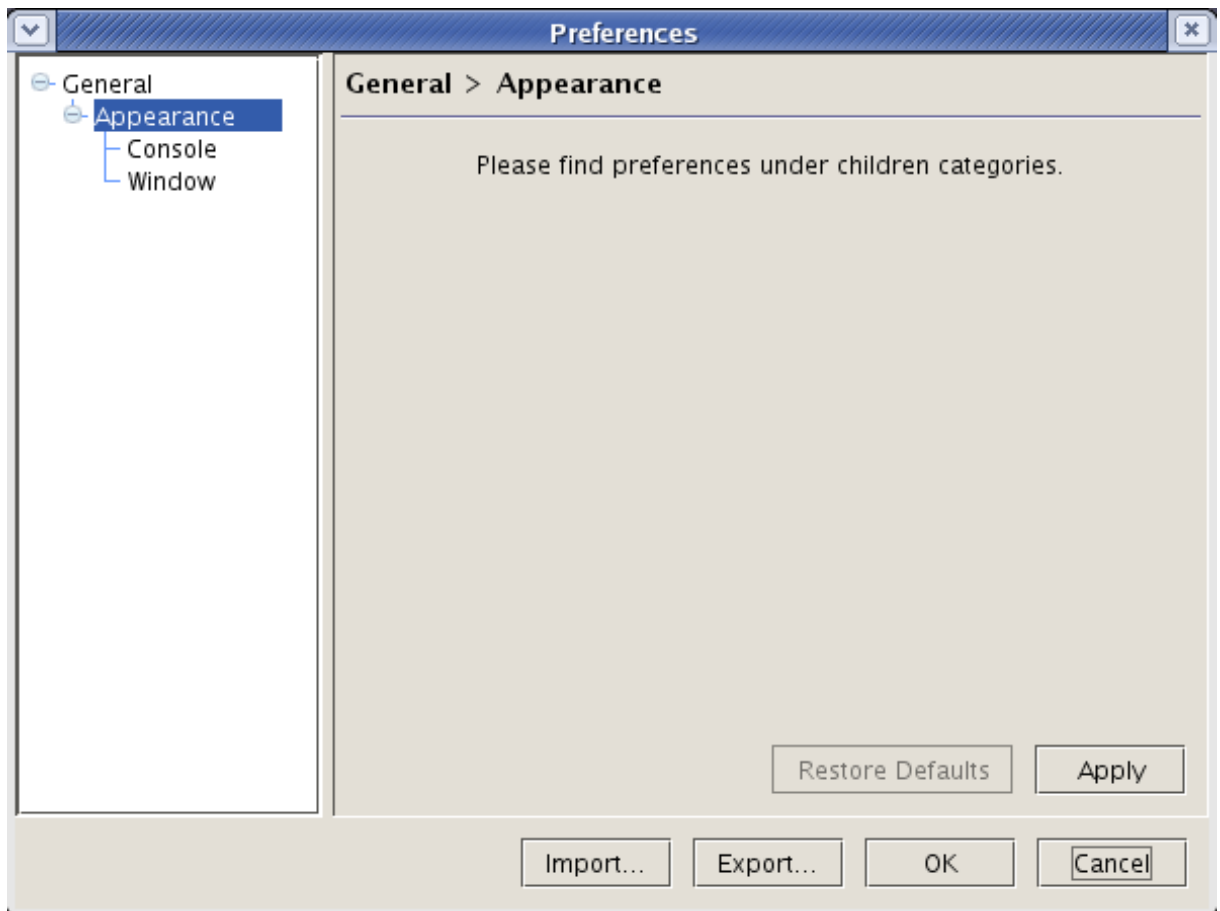 Preferences
General
Appearance
Console
Window
General > Appearance
Please find preferences under children categories.
Restore Defaults
Apply
Import...
Export...
OK
Cancel